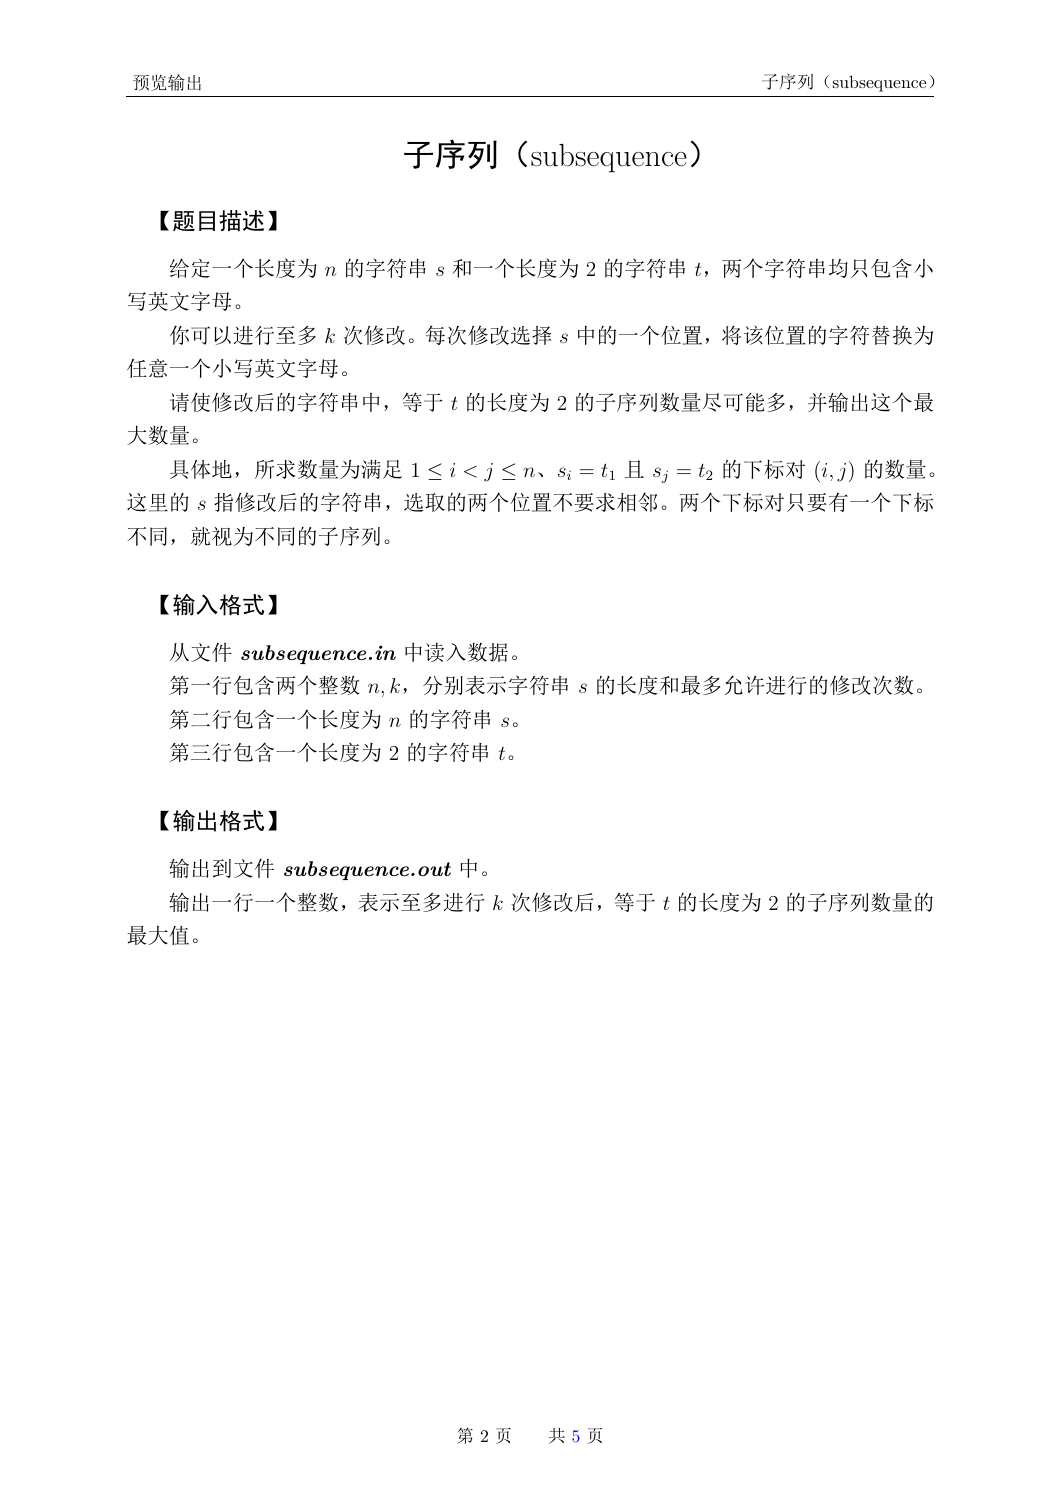 预览输出 子序列（subsequence）
子序列（subsequence）
【题目描述】
给定一个长度为 n 的字符串 s 和一个长度为 2 的字符串 t，两个字符串均只包含小
写英文字母。
你可以进行至多 k 次修改。每次修改选择 s 中的一个位置，将该位置的字符替换为
任意一个小写英文字母。
请使修改后的字符串中，等于 t 的长度为 2 的子序列数量尽可能多，并输出这个最
大数量。
具体地，所求数量为满足 1 ≤ i < j ≤ n、s_i = t_1 且 s_j = t_2 的下标对 (i, j) 的数量。
这里的 s 指修改后的字符串，选取的两个位置不要求相邻。两个下标对只要有一个下标
不同，就视为不同的子序列。
【输入格式】
从文件 subsequence.in 中读入数据。
第一行包含两个整数 n, k，分别表示字符串 s 的长度和最多允许进行的修改次数。
第二行包含一个长度为 n 的字符串 s。
第三行包含一个长度为 2 的字符串 t。
【输出格式】
输出到文件 subsequence.out 中。
输出一行一个整数，表示至多进行 k 次修改后，等于 t 的长度为 2 的子序列数量的
最大值。
第 2 页 共 5 页